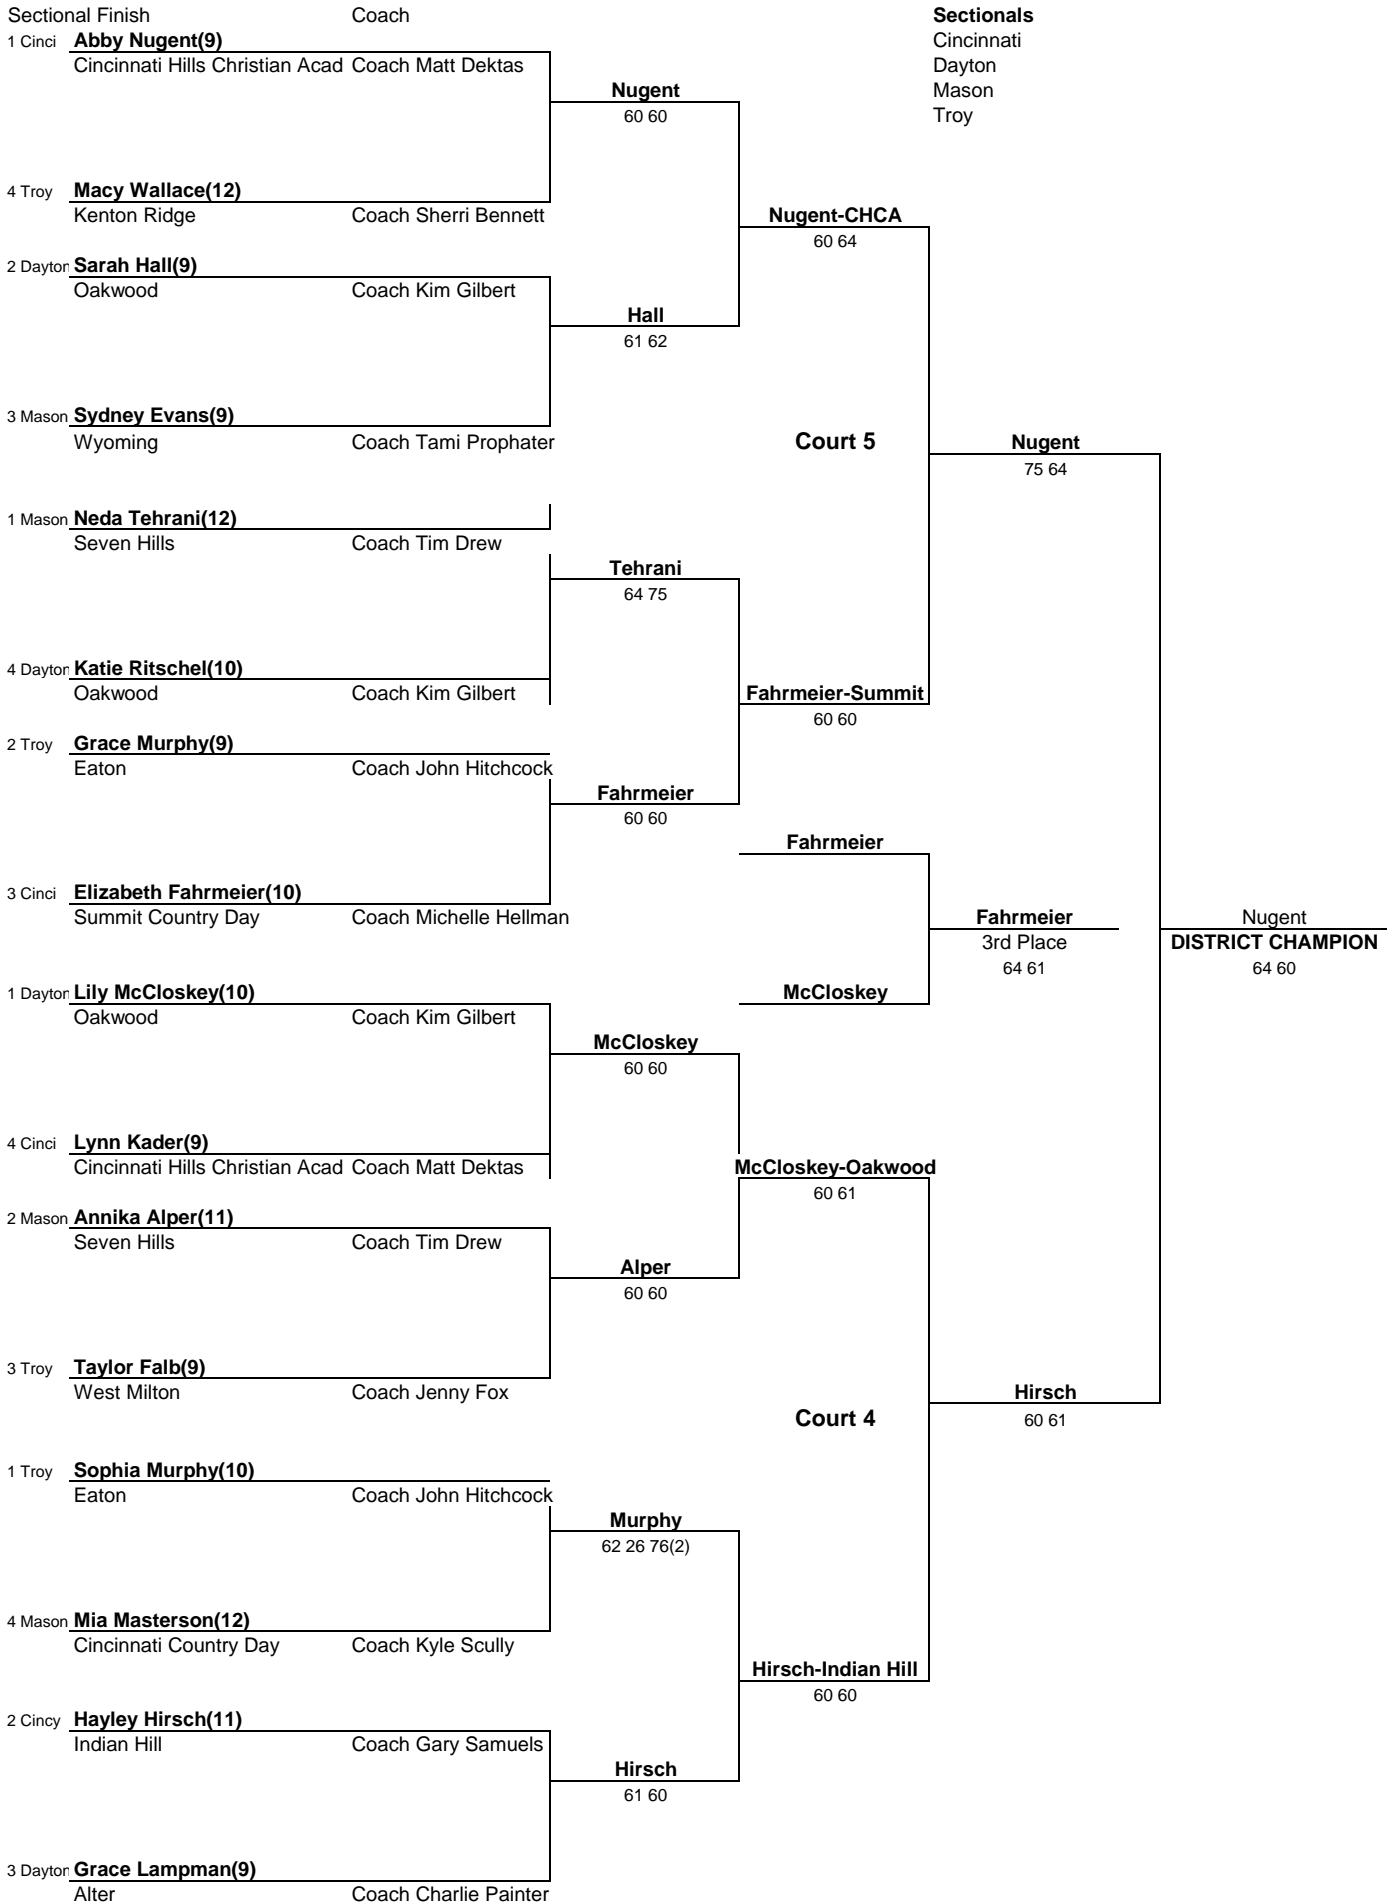 Sectional Finish Coach Sectionals
1 Cinci Abby Nugent(9) Cincinnati
Cincinnati Hills Christian Acad Coach Matt Dektas Dayton
Nugent Mason
60 60 Troy
4 Troy Macy Wallace(12)
Kenton Ridge Coach Sherri Bennett Nugent-CHCA
60 64
2 Dayton Sarah Hall(9)
Oakwood Coach Kim Gilbert
Hall
61 62
3 Mason Sydney Evans(9)
Wyoming Coach Tami Prophater Court 5 Nugent
75 64
1 Mason Neda Tehrani(12)
Seven Hills Coach Tim Drew
Tehrani
64 75
4 Dayton Katie Ritschel(10)
Oakwood Coach Kim Gilbert Fahrmeier-Summit
60 60
2 Troy Grace Murphy(9)
Eaton Coach John Hitchcock
Fahrmeier
60 60
Fahrmeier
3 Cinci Elizabeth Fahrmeier(10)
Summit Country Day Coach Michelle Hellman Fahrmeier Nugent
3rd Place DISTRICT CHAMPION
64 61 64 60
1 Dayton Lily McCloskey(10) McCloskey
Oakwood Coach Kim Gilbert
McCloskey
60 60
4 Cinci Lynn Kader(9)
Cincinnati Hills Christian Acad Coach Matt Dektas McCloskey-Oakwood
60 61
2 Mason Annika Alper(11)
Seven Hills Coach Tim Drew
Alper
60 60
3 Troy Taylor Falb(9)
West Milton Coach Jenny Fox Hirsch
Court 4 60 61
1 Troy Sophia Murphy(10)
Eaton Coach John Hitchcock
Murphy
62 26 76(2)
4 Mason Mia Masterson(12)
Cincinnati Country Day Coach Kyle Scully
Hirsch-Indian Hill
60 60
2 Cincy Hayley Hirsch(11)
Indian Hill Coach Gary Samuels
Hirsch
61 60
3 Dayton Grace Lampman(9)
Alter Coach Charlie Painter